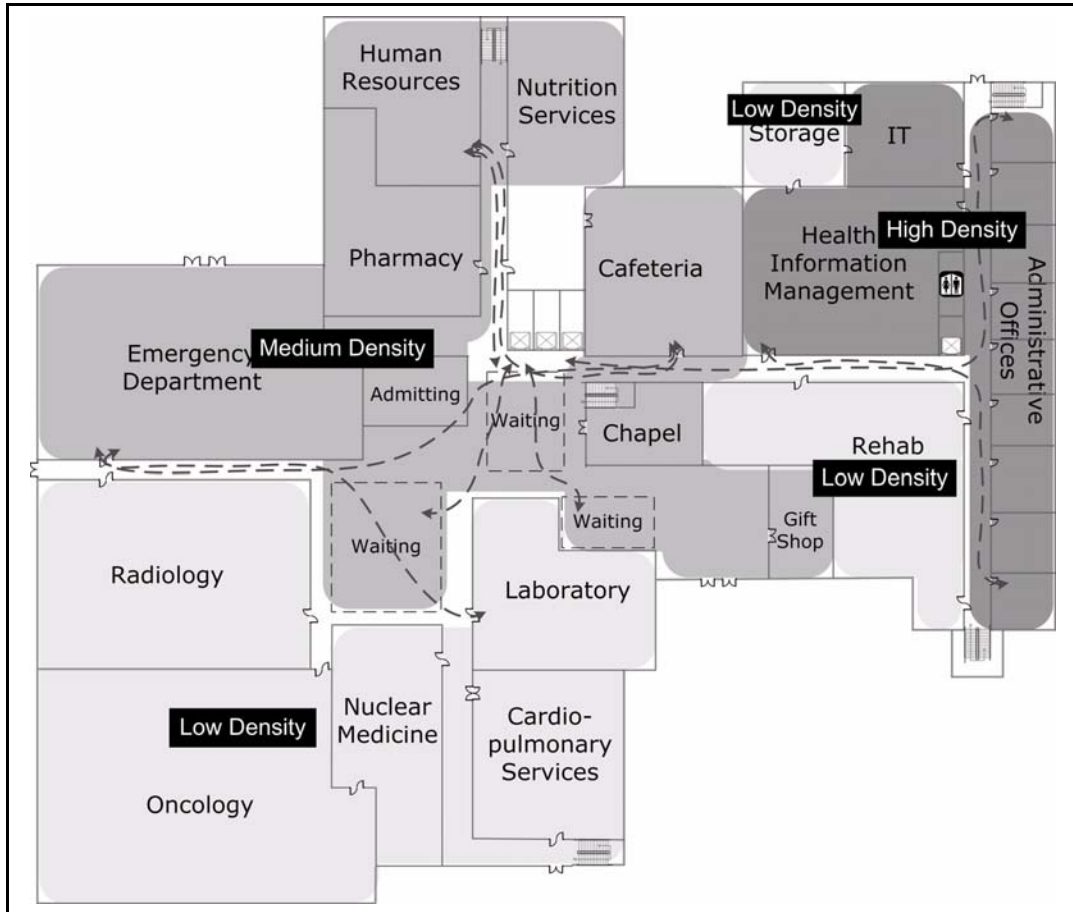 Human
Resources
Nutrition
Services
Low Density
Storage
IT
Pharmacy
Cafeteria
High Density
Health
Information
Management
Administrative
Offices
Emergency
Department
Medium Density
Admitting
Waiting
Chapel
Rehab
Low Density
Waiting
Waiting
Gift
Shop
Radiology
Laboratory
Low Density
Nuclear
Medicine
Cardio-
pulmonary
Services
Oncology